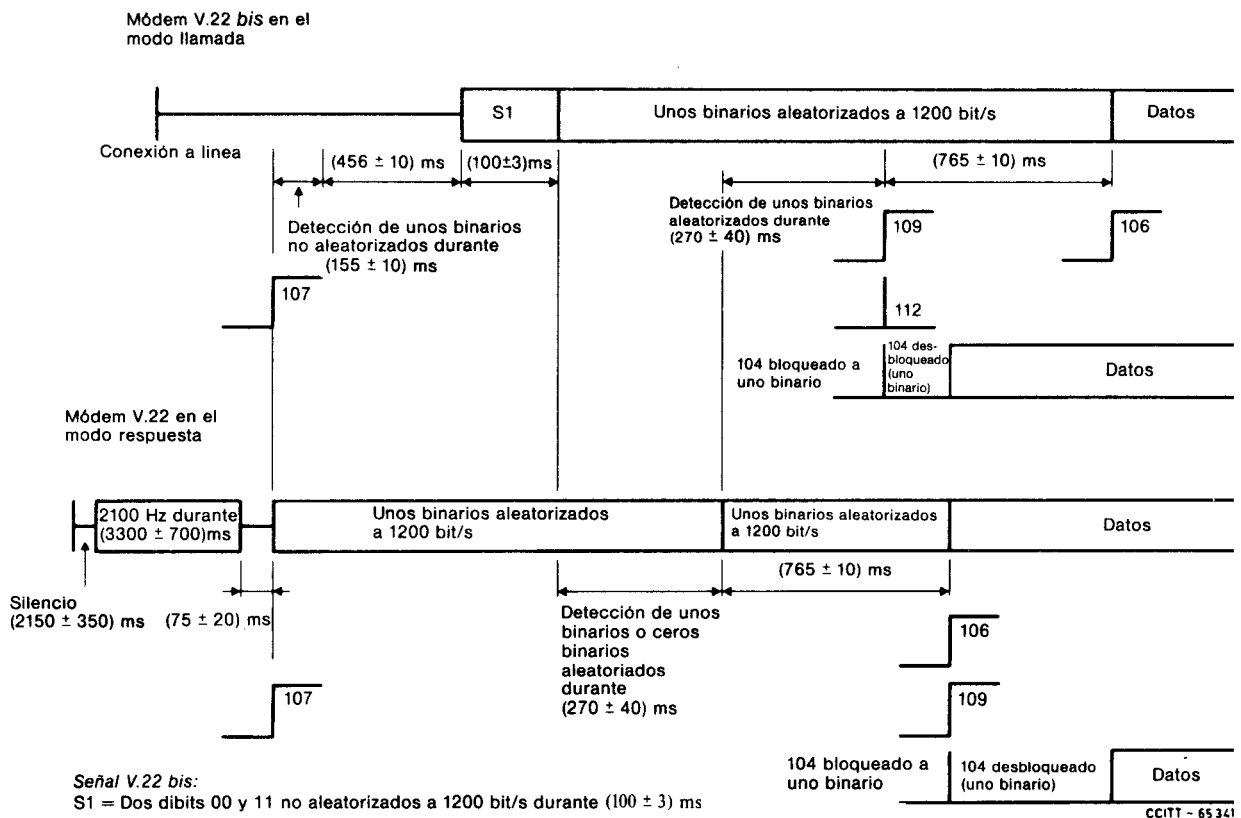 Módem V.22 bis en el
modo llamada
S1
Unos binarios aleatorizados a 1200 bit/s
Datos
Conexión a linea
(456 ± 10) ms
(100±3)ms
(765 ± 10) ms
Detección de unos binarios
no aleatorizados durante
(155 ± 10) ms
Detección de unos binarios
aleatorizados durante
(270 ± 40) ms
109
106
107
112
104 bloqueado a
uno binario
104 des-
bloqueado
(uno
binario)
Datos
Módem V.22 en el
modo respuesta
2100 Hz durante
(3300 ± 700)ms
Unos binarios aleatorizados
a 1200 bit/s
Unos binarios aleatorizados
a 1200 bit/s
Datos
(765 ± 10) ms
Silencio
(2150 ± 350) ms
(75 ± 20) ms
Detección de unos
binarios o ceros
binarios
aleatoriados
durante
(270 ± 40) ms
106
107
109
104 bloqueado a
uno binario
104 desbloqueado
(uno binario)
Datos
Señal V.22 bis:
S1 = Dos dibits 00 y 11 no aleatorizados a 1200 bit/s durante (100 ± 3) ms
CCITT - 65341